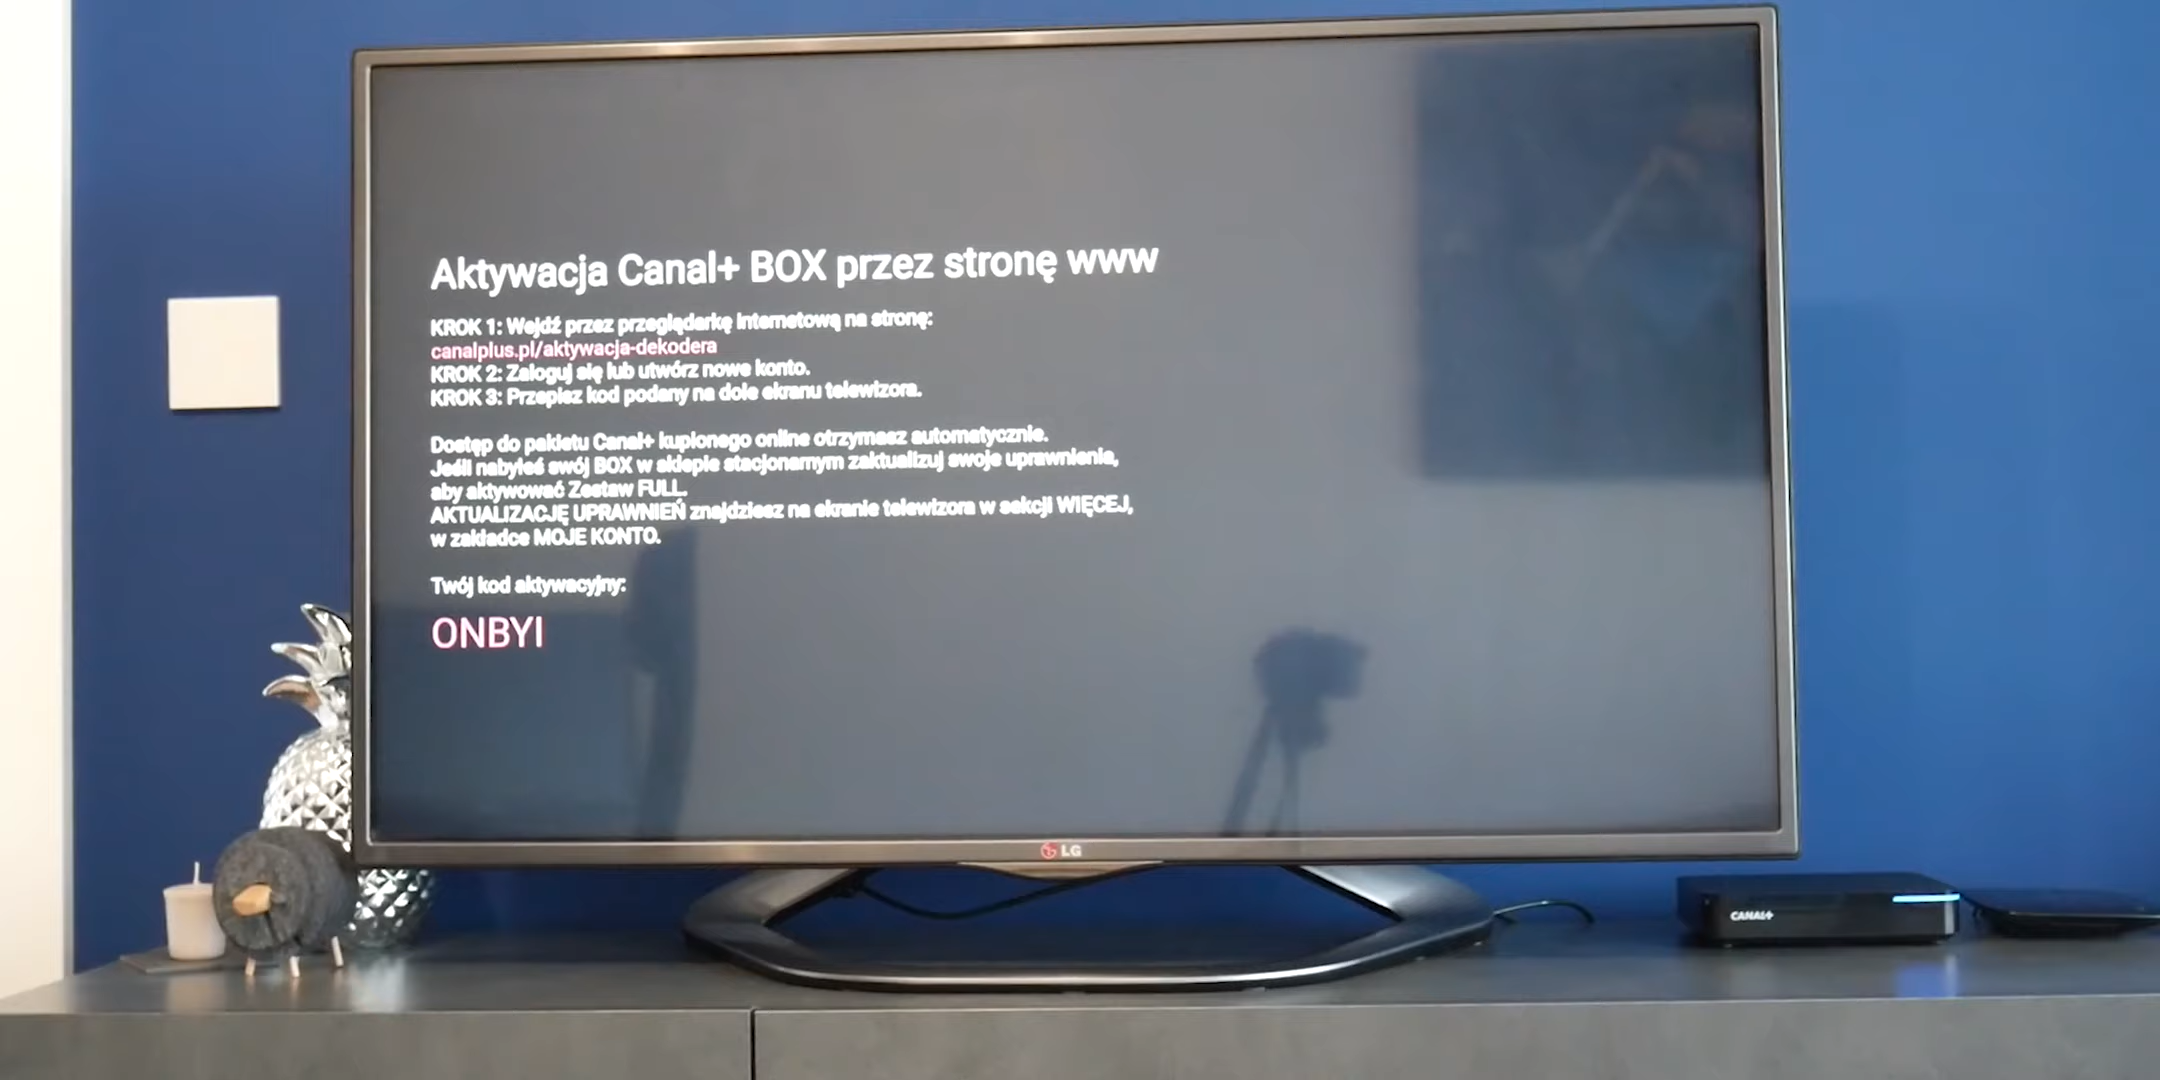 Aktywacja Canal+ BOX przez stronę www
KROK 1: Wejdź przez przeglądarkę internetową na stronę:
canalplus.pl/aktywacja-dekodera
KROK 2: Zaloguj się lub utwórz nowe konto.
KROK 3: Przepisz kod podany na dole ekranu telewizora.
Dostęp do pakietu Canal+ kupionego online otrzymasz automatycznie.
Jeśli nabyłeś swój BOX w sklepie stacjonarnym zaktualizuj swoje uprawnienia,
aby aktywować Zestaw FULL.
AKTUALIZACJĘ UPRAWNIEŃ znajdziesz na ekranie telewizora w sekcji WIĘCEJ,
w zakładce MOJE KONTO.
Twój kod aktywacyjny:
ONBYI
LG
CANAL+